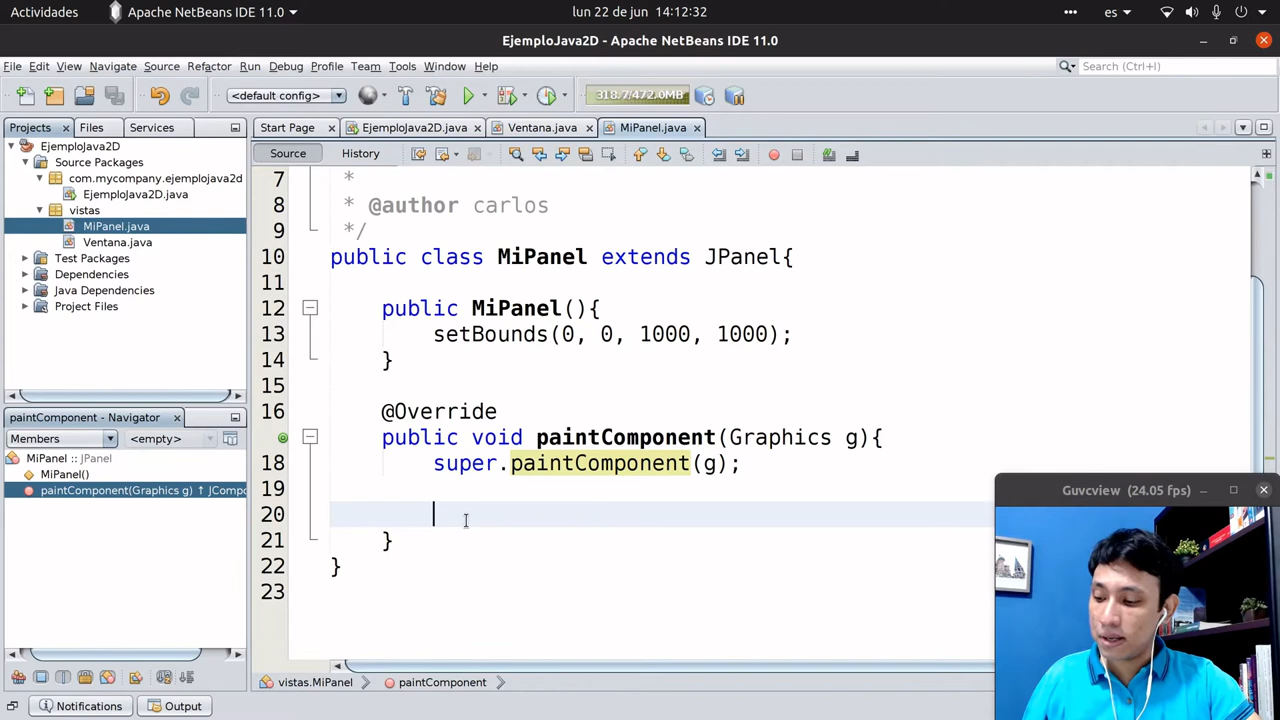 Actividades Apache NetBeans IDE 11.0 lun 22 de jun 14:12:32 es
EjemploJava2D - Apache NetBeans IDE 11.0
File Edit View Navigate Source Refactor Run Debug Profile Team Tools Window Help Search (Ctrl+I)
<default config> 318.7/472.0MB
Projects Files Services Start Page EjemploJava2D.java Ventana.java MiPanel.java
EjemploJava2D
Source Packages
com.mycompany.ejemplojava2d
EjemploJava2D.java
vistas
MiPanel.java
Ventana.java
Test Packages
Dependencies
Java Dependencies
Project Files
paintComponent - Navigator
Members <empty>
MiPanel :: JPanel
MiPanel()
paintComponent(Graphics g) ↑ JCompo
Source History
7 *
8 * @author carlos
9 */
10 public class MiPanel extends JPanel{
11
12 public MiPanel(){
13 setBounds(0, 0, 1000, 1000);
14 }
15
16 @Override
public void paintComponent(Graphics g){
18 super.paintComponent(g);
19
20
21 }
22 }
23
Guvcview (24.05 fps)
vistas.MiPanel paintComponent
Notifications Output